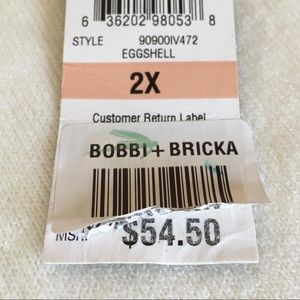 6 36202 98053 8
STYLE 90900IV472
EGGSHELL
2X
Customer Return Label
BOBBI + BRICKA
$54.50